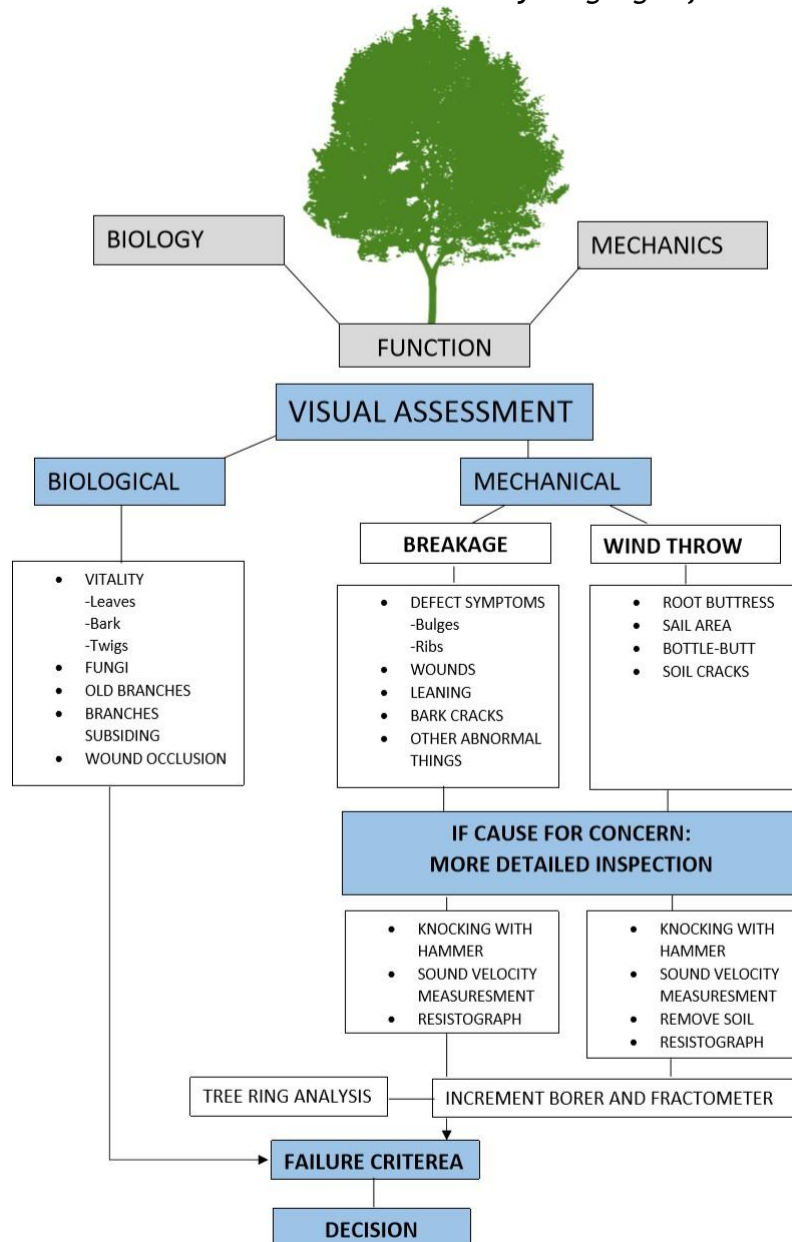 BIOLOGY
MECHANICS
FUNCTION
VISUAL ASSESSMENT
BIOLOGICAL
MECHANICAL
BREAKAGE
WIND THROW
• VITALITY
-Leaves
-Bark
-Twigs
• FUNGI
• OLD BRANCHES
• BRANCHES
SUBSIDING
• WOUND OCCLUSION
• DEFECT SYMPTOMS
-Bulges
-Ribs
• WOUNDS
• LEANING
• BARK CRACKS
• OTHER ABNORMAL
THINGS
• ROOT BUTTRESS
• SAIL AREA
• BOTTLE-BUTT
• SOIL CRACKS
IF CAUSE FOR CONCERN:
MORE DETAILED INSPECTION
• KNOCKING WITH
HAMMER
• SOUND VELOCITY
MEASURESMENT
• RESISTOGRAPH
• KNOCKING WITH
HAMMER
• SOUND VELOCITY
MEASURESMENT
• REMOVE SOIL
• RESISTOGRAPH
TREE RING ANALYSIS
INCREMENT BORER AND FRACTOMETER
FAILURE CRITEREA
DECISION